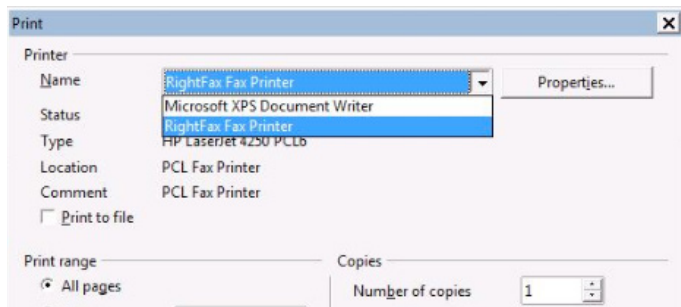 Print
Printer
Name RightFax Fax Printer Properties...
Microsoft XPS Document Writer
Status
RightFax Fax Printer
Type HP LaserJet 4250 PCL6
Location PCL Fax Printer
Comment PCL Fax Printer
Print to file
Print range Copies
All pages Number of copies 1